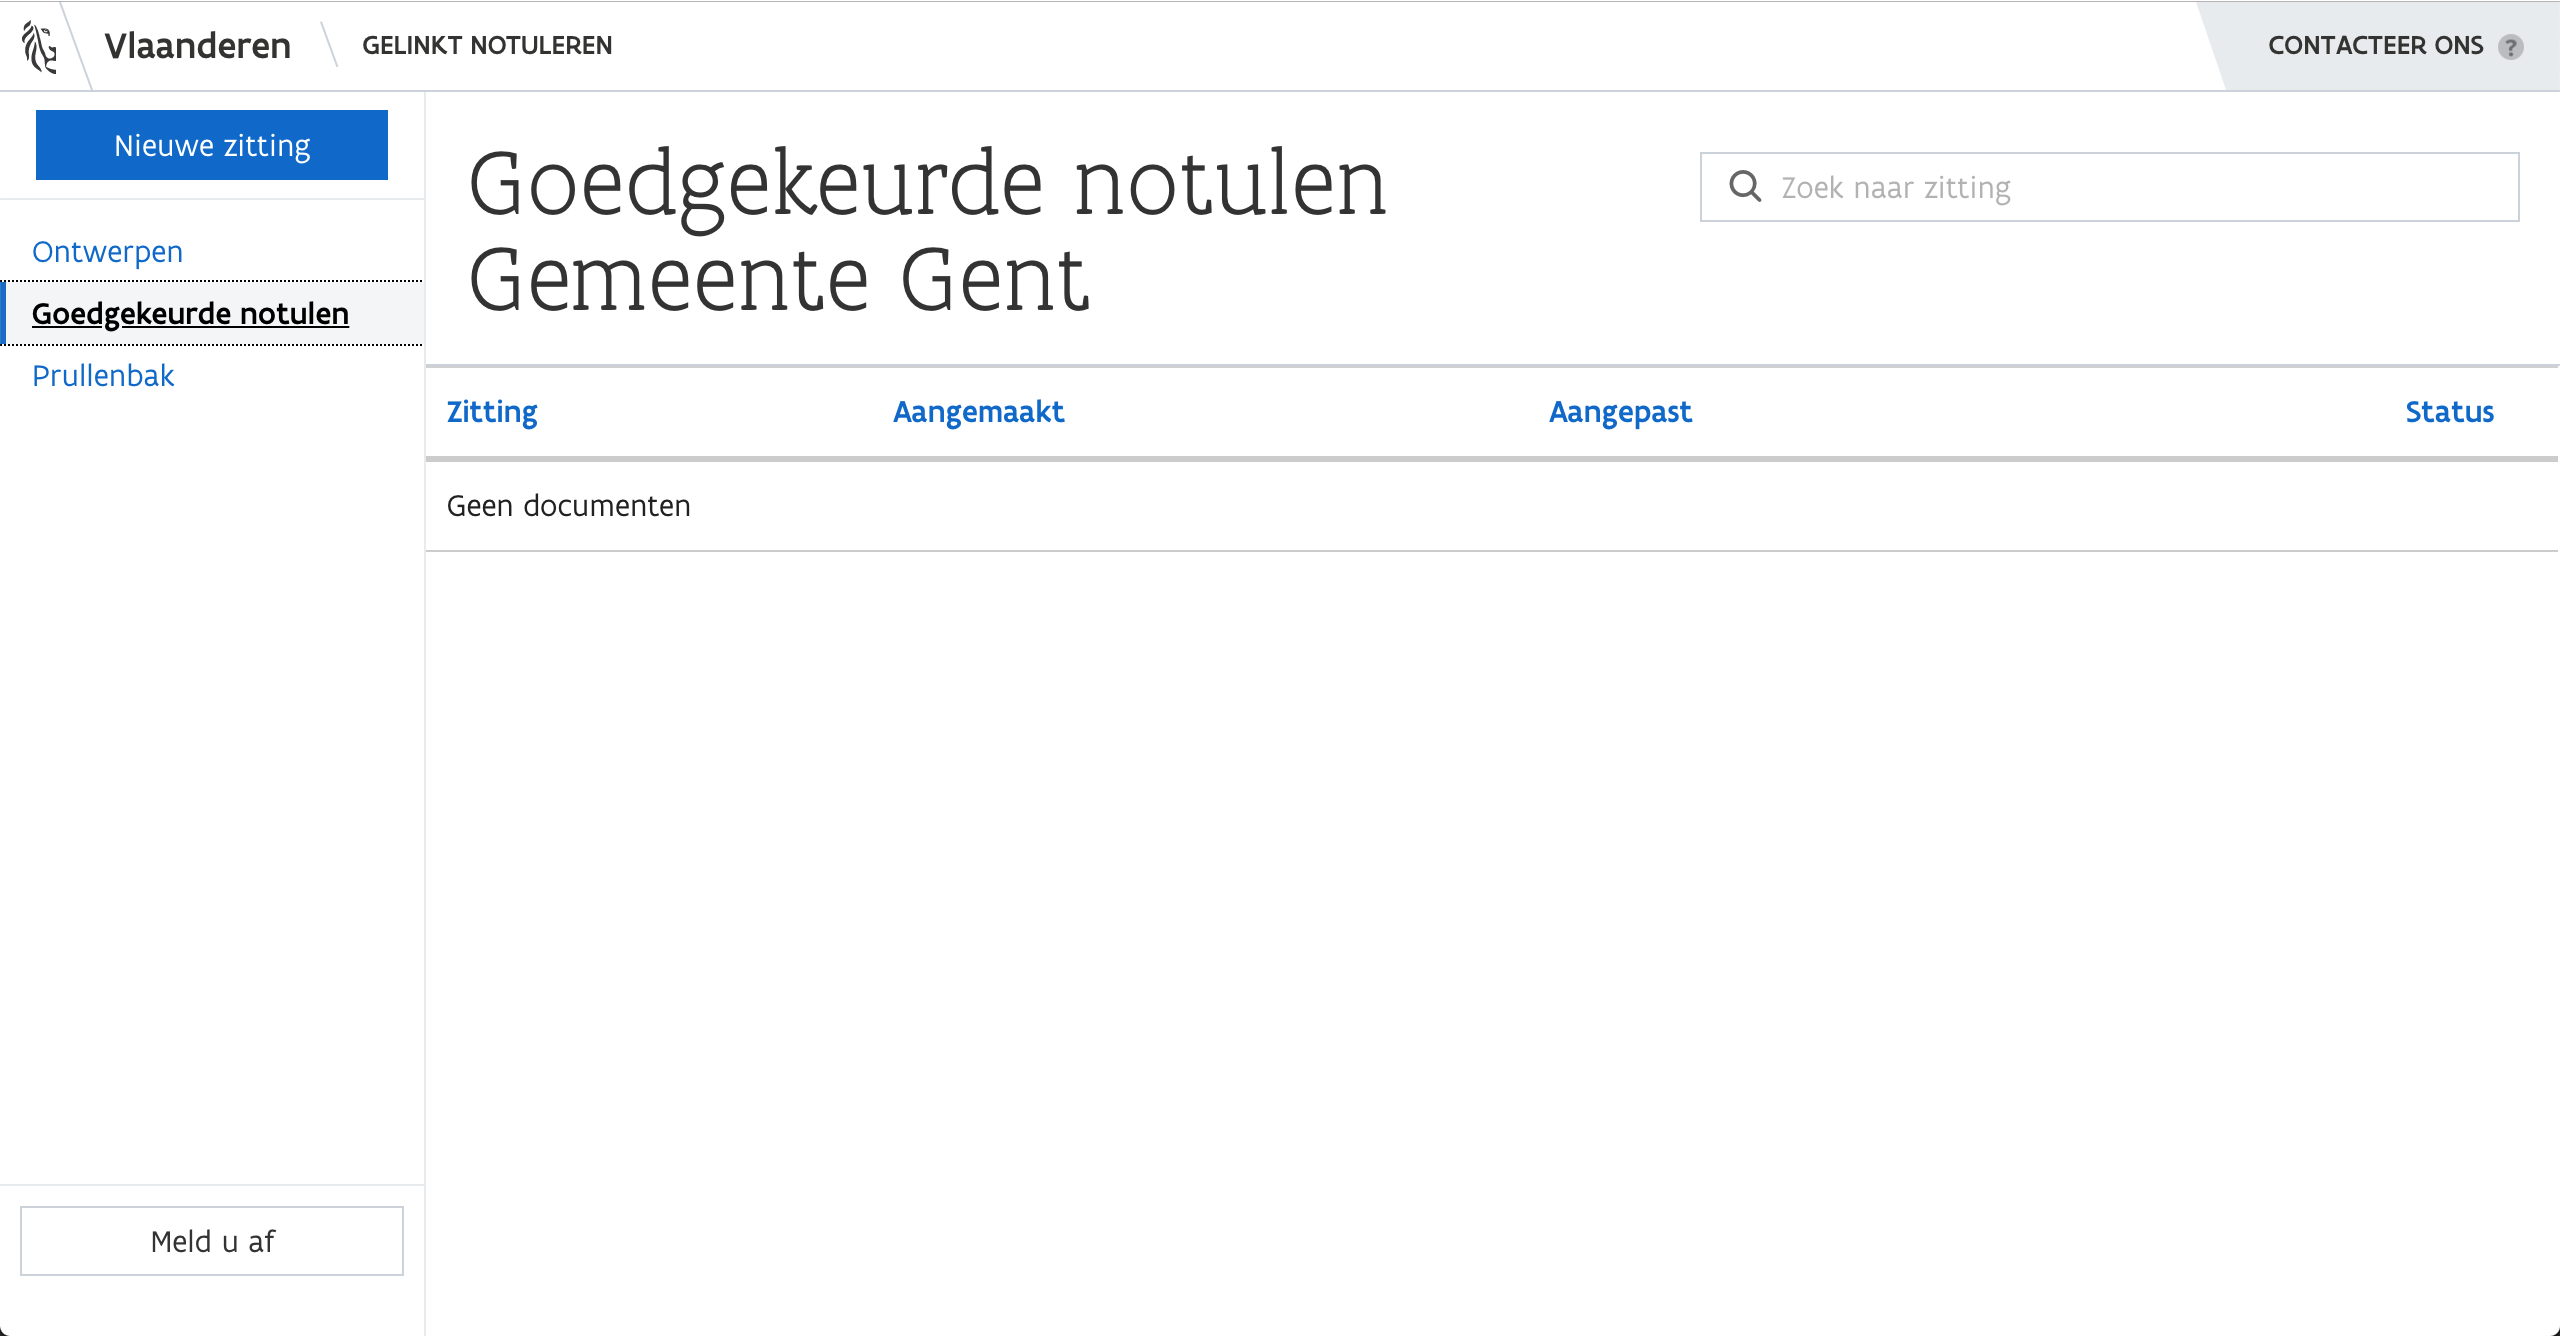 Vlaanderen
GELINKT NOTULEREN
CONTACTEER ONS ?
Nieuwe zitting
Ontwerpen
Goedgekeurde notulen
Prullenbak
Meld u af
Goedgekeurde notulen
Gemeente Gent
Zoek naar zitting
Zitting Aangemaakt Aangepast Status
Geen documenten